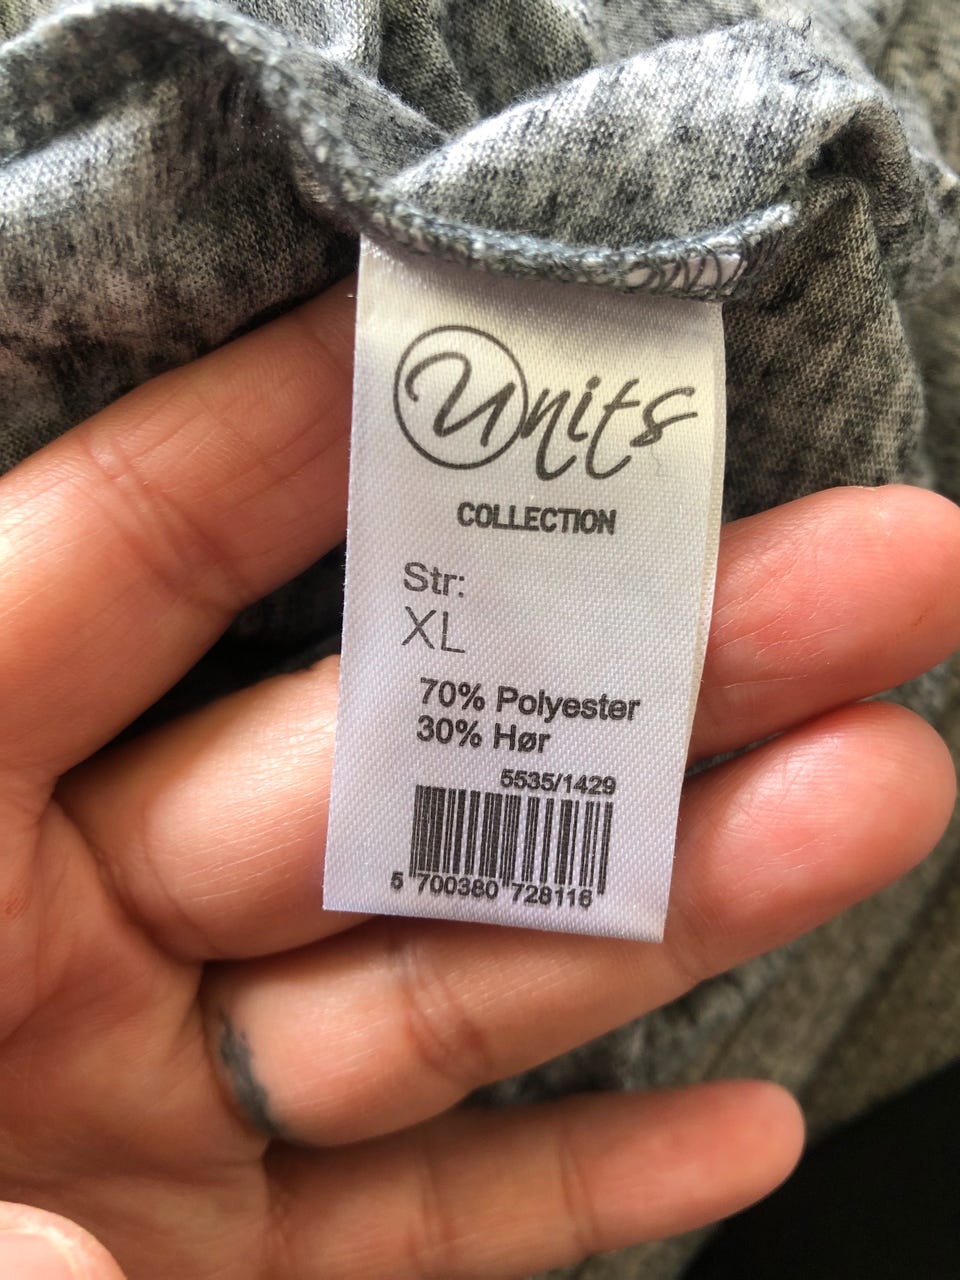 Units
COLLECTION
Str:
XL
70% Polyester
30% Hør
5535/1429
5 700380 728116